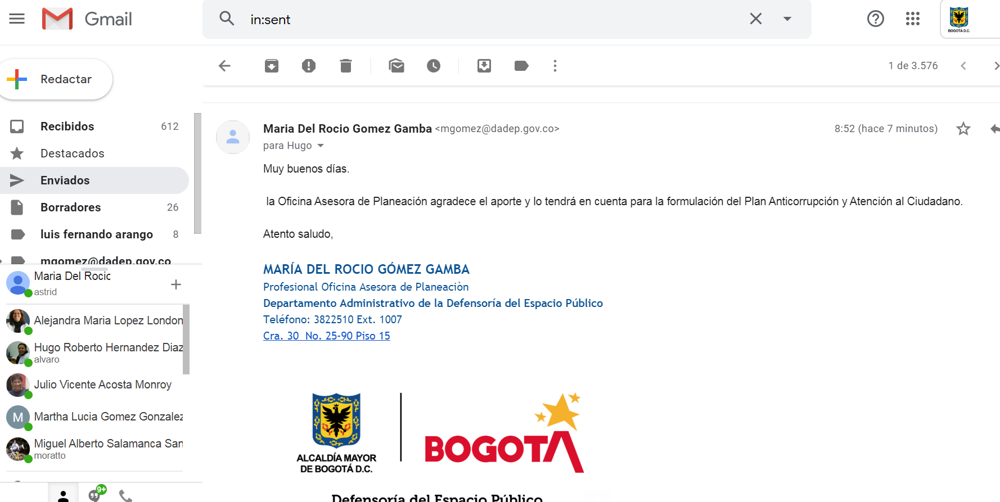 Gmail
in:sent
BOGOTÁ D.C.
Redactar
1 de 3.576
Recibidos 612
Destacados
Enviados
Borradores 26
luis fernando arango 8
mgomez@dadep.gov.co
Maria Del Rocio
astrid
Alejandra Maria Lopez London
Hugo Roberto Hernandez Diaz
alvaro
Julio Vicente Acosta Monroy
M
Martha Lucia Gomez Gonzalez
Miguel Alberto Salamanca San
moratto
9+
Maria Del Rocio Gomez Gamba <mgomez@dadep.gov.co>
8:52 (hace 7 minutos)
para Hugo
Muy buenos días.
la Oficina Asesora de Planeación agradece el aporte y lo tendrá en cuenta para la formulación del Plan Anticorrupción y Atención al Ciudadano.
Atento saludo,
MARÍA DEL ROCIO GÓMEZ GAMBA
Profesional Oficina Asesora de Planeaciòn
Departamento Administrativo de la Defensoría del Espacio Público
Teléfono: 3822510 Ext. 1007
Cra. 30 No. 25-90 Piso 15
ALCALDÍA MAYOR
DE BOGOTÁ D.C.
BOGOTÁ
Defensoría del Espacio Público